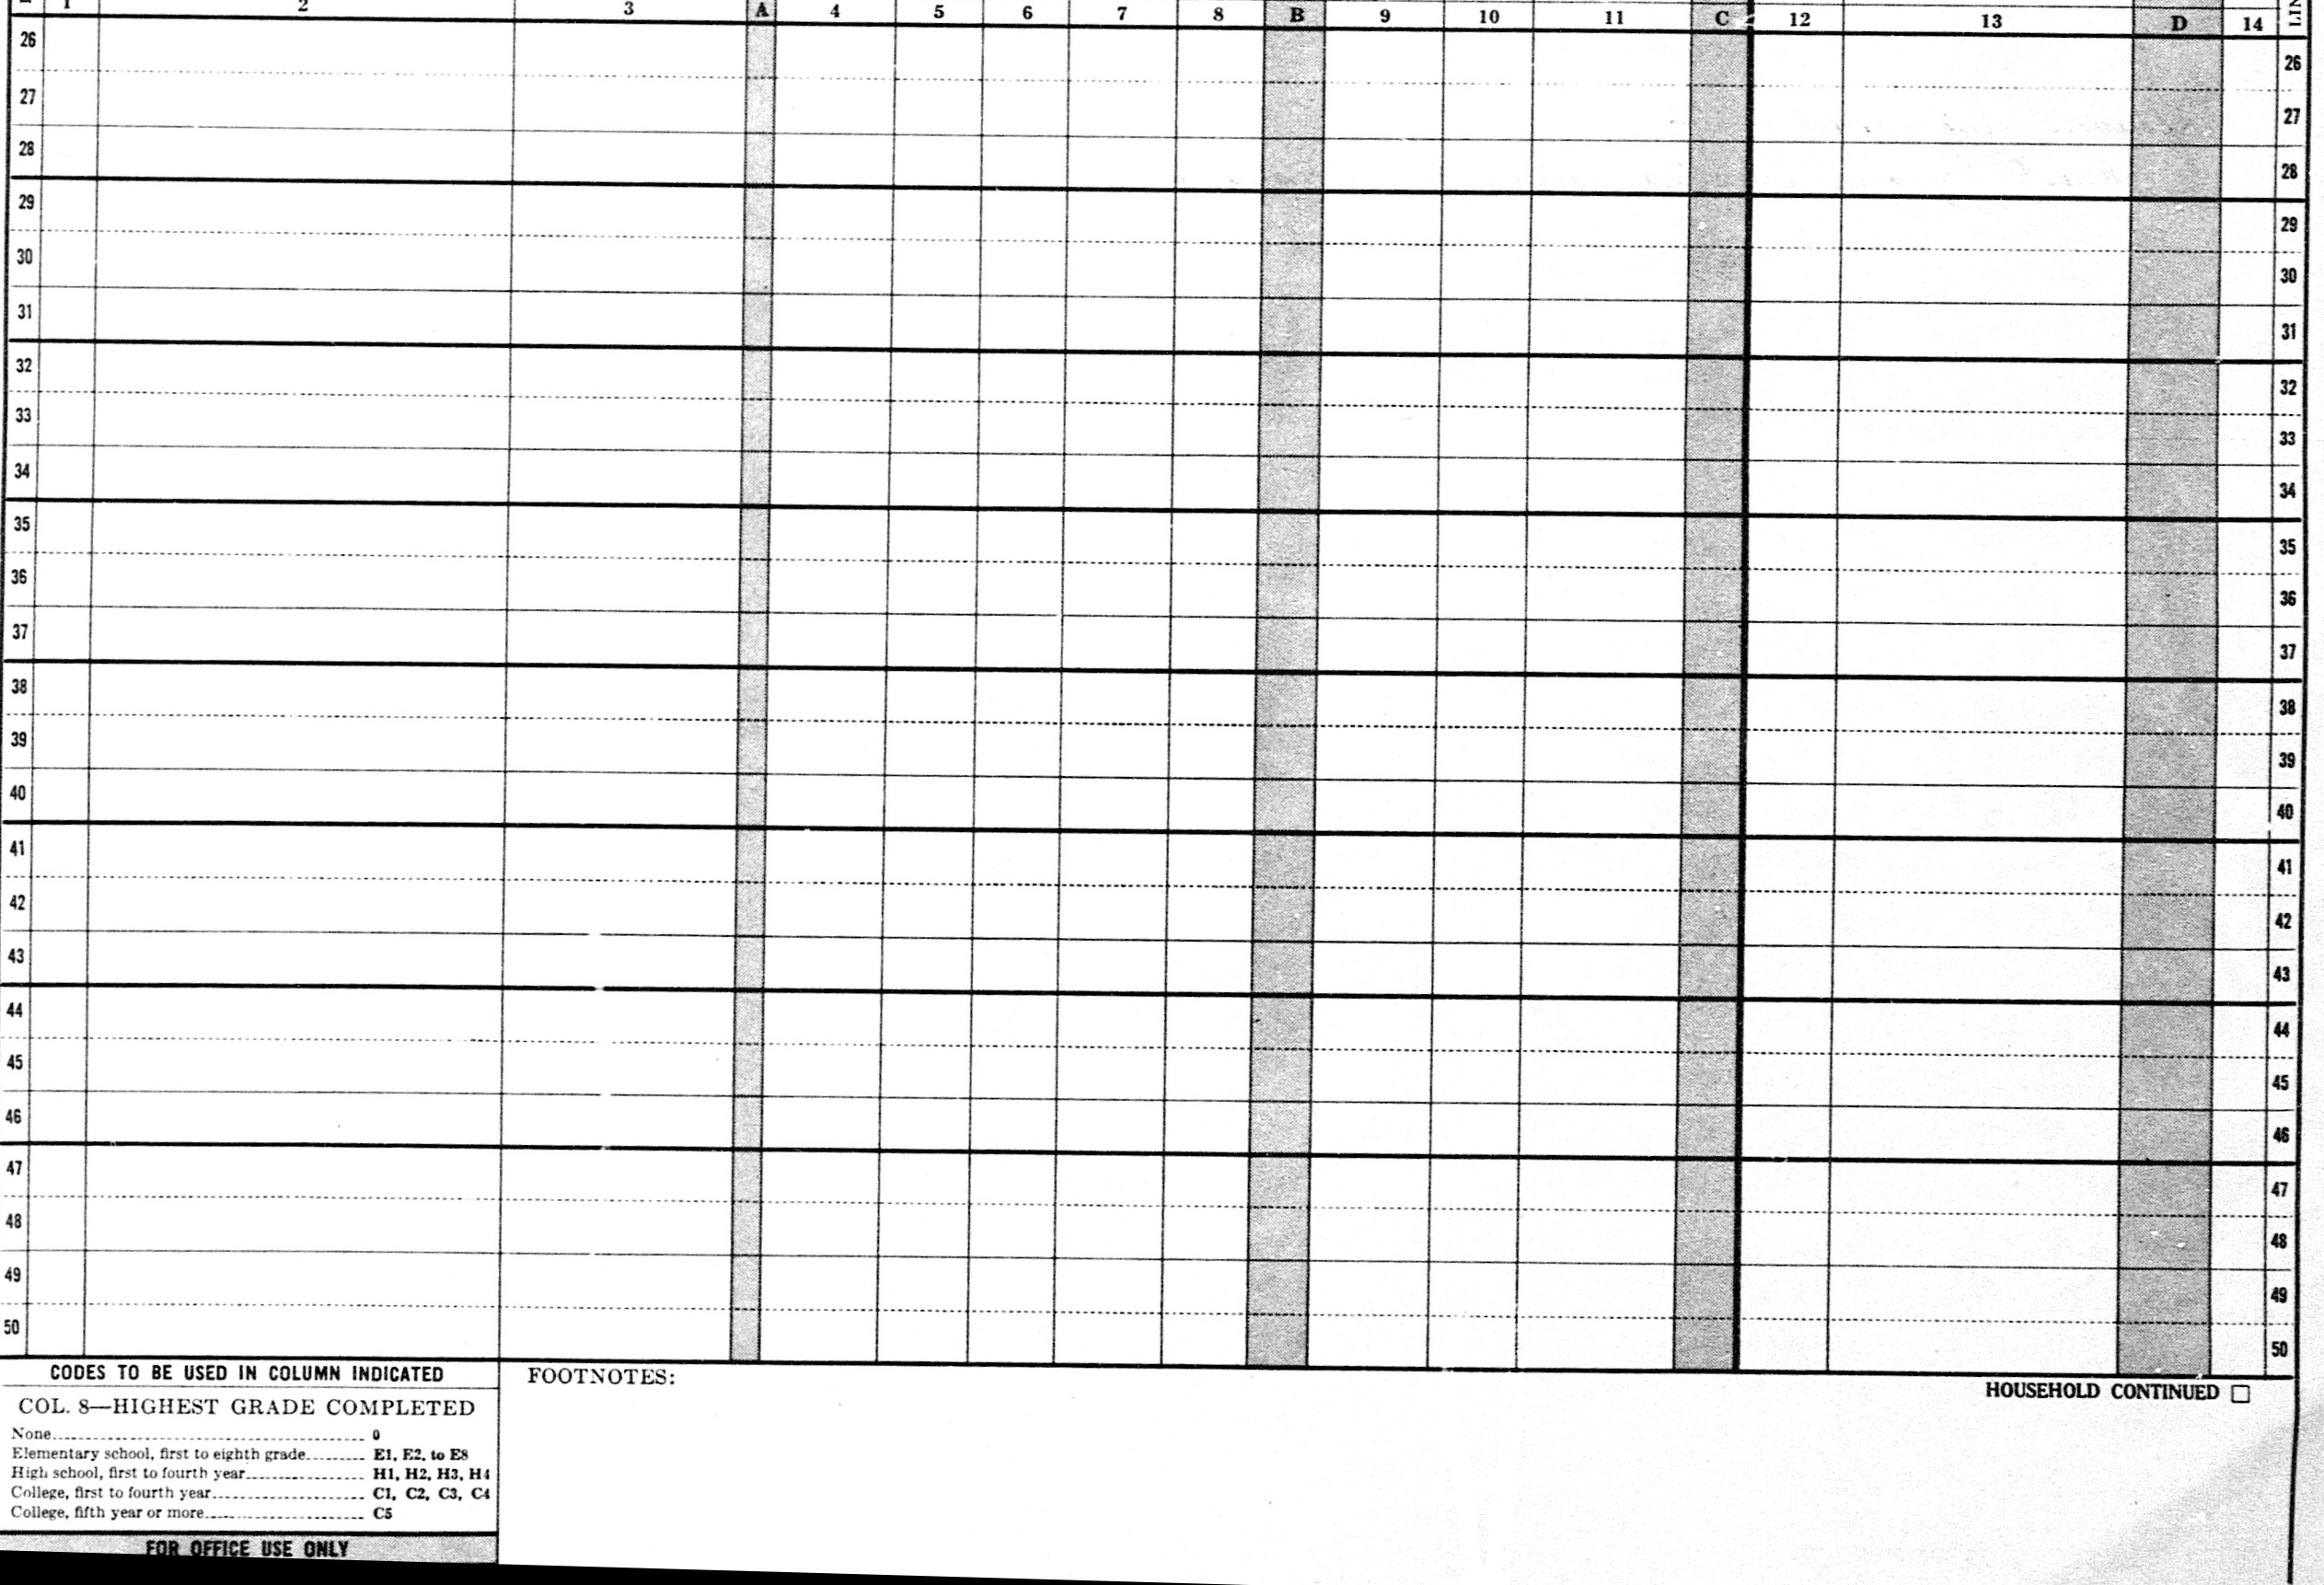 1 2 3 A 4 5 6 7 8 B 9 10 11 C 12 13 D 14
26 26
27 27
28 28
29 29
30 30
31 31
32 32
33 33
34 34
35 35
36 36
37 37
38 38
39 39
40 40
41 41
42 42
43 43
44 44
45 45
46 46
47 47
48 48
49 49
50 50
CODES TO BE USED IN COLUMN INDICATED
COL. 8—HIGHEST GRADE COMPLETED
None 0
Elementary school, first to eighth grade E1, E2, to E8
High school, first to fourth year H1, H2, H3, H4
College, first to fourth year C1, C2, C3, C4
College, fifth year or more C5
FOR OFFICE USE ONLY
FOOTNOTES:
HOUSEHOLD CONTINUED □